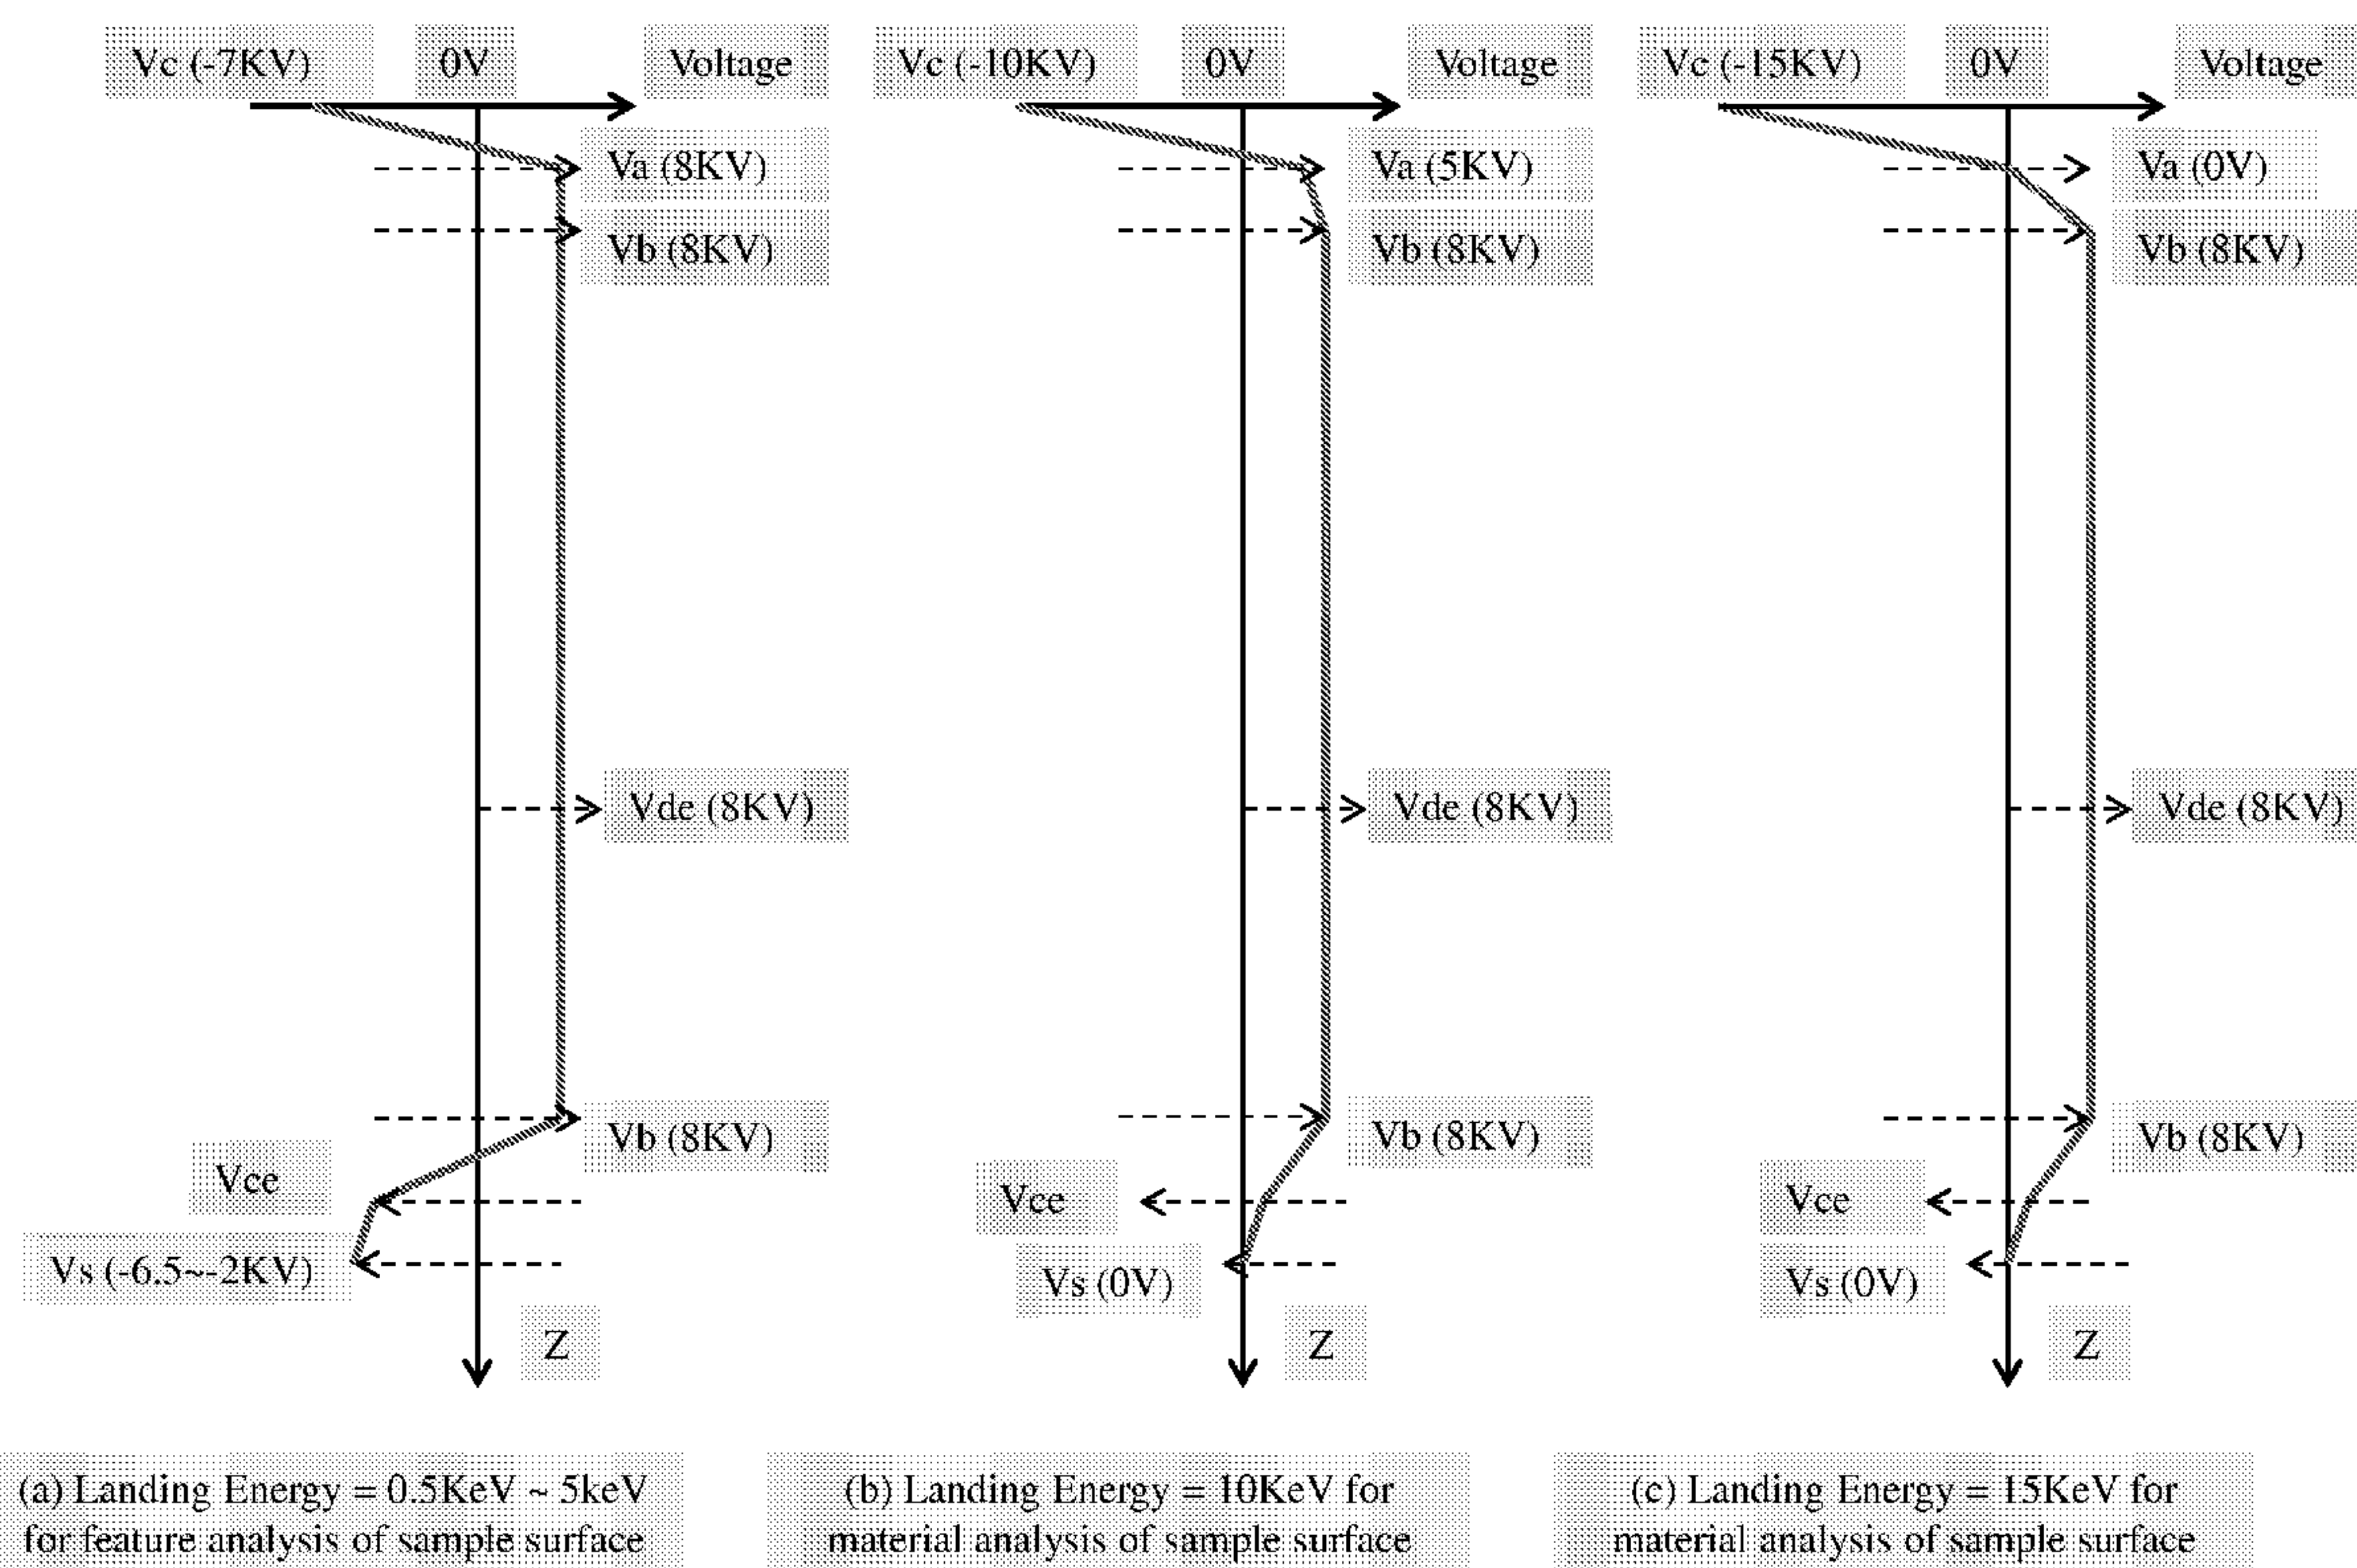 Vc (-7KV) 0V Voltage
Va (8KV)
Vb (8KV)
Vde (8KV)
Vb (8KV)
Vce
Vs (-6.5~-2KV)
Z
(a) Landing Energy = 0.5KeV ~ 5keV
for feature analysis of sample surface
Vc (-10KV) 0V Voltage
Va (5KV)
Vb (8KV)
Vde (8KV)
Vb (8KV)
Vce
Vs (0V)
Z
(b) Landing Energy = 10KeV for
material analysis of sample surface
Vc (-15KV) 0V Voltage
Va (0V)
Vb (8KV)
Vde (8KV)
Vb (8KV)
Vce
Vs (0V)
Z
(c) Landing Energy = 15KeV for
material analysis of sample surface